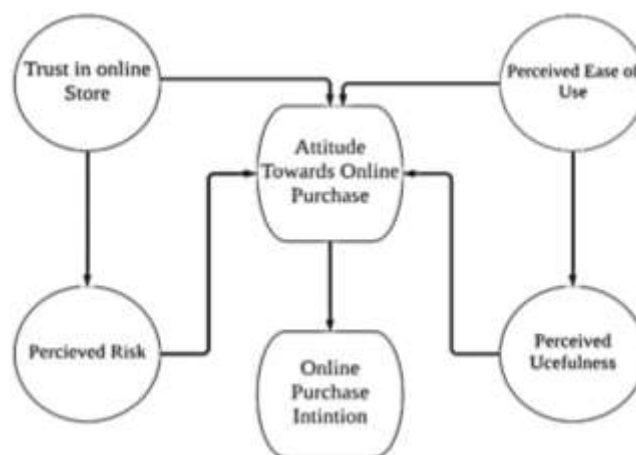 Trust in online
Store
Perceived Ease of
Use
Attitude
Towards Online
Purchase
Percieved Risk
Online
Purchase
Intintion
Perceived
Ucefulness